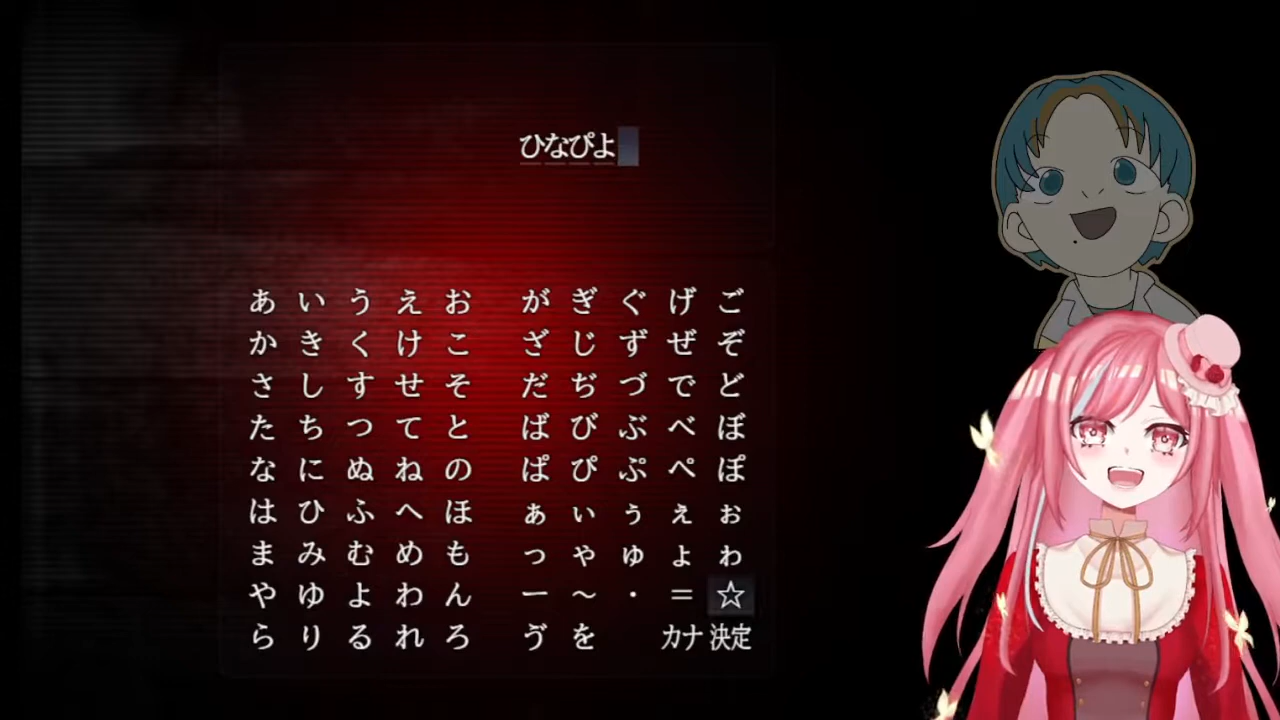 ひなぴよ
あいうえお がぎぐげご
かきくけこ ざじずぜぞ
さしすせそ だぢづでど
たちつてと ばびぶべぼ
なにぬねの ぱぴぷぺぽ
はひふへほ ぁぃぅぇぉ
まみむめも っゃゅょゎ
やゆよわん ー～・＝☆
らりるれろ ゔを カナ 決定